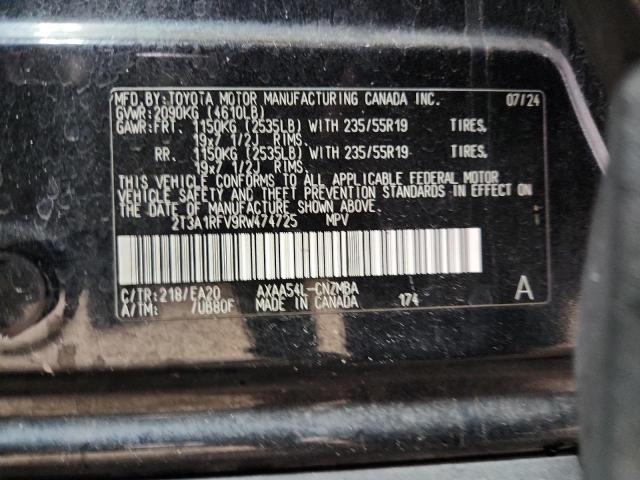 MFD.BY:TOYOTA MOTOR MANUFACTURING CANADA INC. 07/24
GVWR:2090KG (4610LB)
GAWR:FRT. 1150KG (2535LB) WITH 235/55R19 TIRES,
19x7 1/2J RIMS.
RR. 1150KG (2535LB) WITH 235/55R19 TIRES,
19x7 1/2J RIMS.
THIS VEHICLE CONFORMS TO ALL APPLICABLE FEDERAL MOTOR
VEHICLE SAFETY AND THEFT PREVENTION STANDARDS IN EFFECT ON
THE DATE OF MANUFACTURE SHOWN ABOVE.
2T3A1RFV9RW474725 MPV
C/TR:218/EA20 AXAA54L-CNZMBA
A/TM: /UB80F MADE IN CANADA 174 A